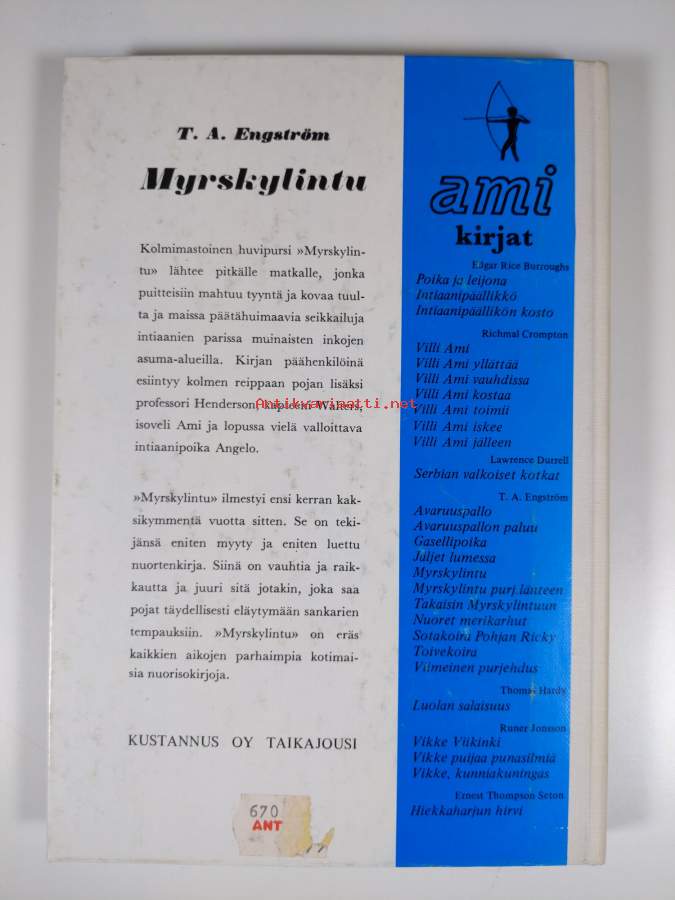 T. A. Engström
Myrskylintu
Kolmimastoinen huvipursi »Myrskylin-
tu» lähtee pitkälle matkalle, jonka
puitteisiin mahtuu tyyntä ja kovaa tuul-
ta ja maissa päätähuimaavia seikkailuja
intiaanien parissa muinaisten inkojen
asuma-alueilla. Kirjan päähenkilöinä
esiintyy kolmen reippaan pojan lisäksi
professori Henderson, kapteeni Walters,
isoveli Ami ja lopussa vielä valloittava
intiaanipoika Angelo.
»Myrskylintu» ilmestyi ensi kerran kak-
sikymmentä vuotta sitten. Se on teki-
jänsä eniten myyty ja eniten luettu
nuortenkirja. Siinä on vauhtia ja raik-
kautta ja juuri sitä jotakin, joka saa
pojat täydellisesti eläytymään sankarien
tempauksiin. »Myrskylintu» on eräs
kaikkien aikojen parhaimpia kotimai-
sia nuorisokirjoja.
KUSTANNUS OY TAIKAJOUSI
670
ANT
ami
kirjat
Edgar Rice Burroughs
Poika ja leijona
Intiaanipäällikkö
Intiaanipäällikön kosto
Richmal Crompton
Villi Ami
Villi Ami yllättää
Villi Ami vauhdissa
Villi Ami kostaa
Villi Ami toimii
Villi Ami iskee
Villi Ami jälleen
Lawrence Durrell
Serbian valkoiset kotkat
T. A. Engström
Avaruuspallo
Avaruuspallon paluu
Gasellipoika
Jäljet lumessa
Myrskylintu
Myrskylintu purj.länteen
Takaisin Myrskylintuun
Nuoret merikarhut
Sotakoira Pohjan Ricky
Toivekoira
Viimeinen purjehdus
Thomas Hardy
Luolan salaisuus
Runer Jonsson
Vikke Viikinki
Vikke puijaa punasilmiä
Vikke, kunniakuningas
Ernest Thompson Seton
Hiekkaharjun hirvi
Antikvariaatti.net